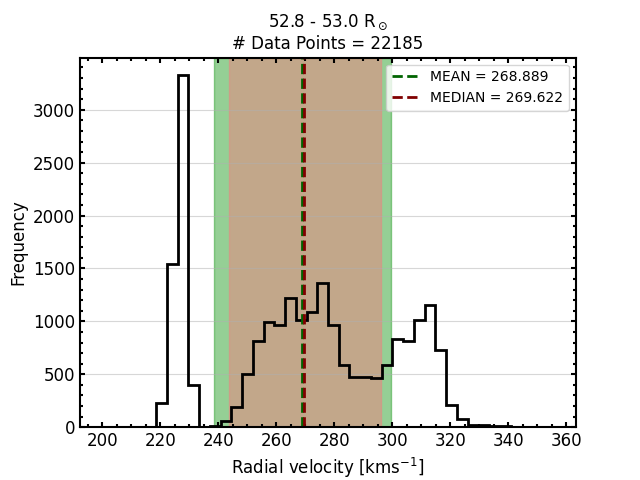 52.8 - 53.0 R⊙
# Data Points = 22185
MEAN = 268.889
MEDIAN = 269.622
Frequency
3000
2500
2000
1500
1000
500
0
200 220 240 260 280 300 320 340 360
Radial velocity [kms⁻¹]